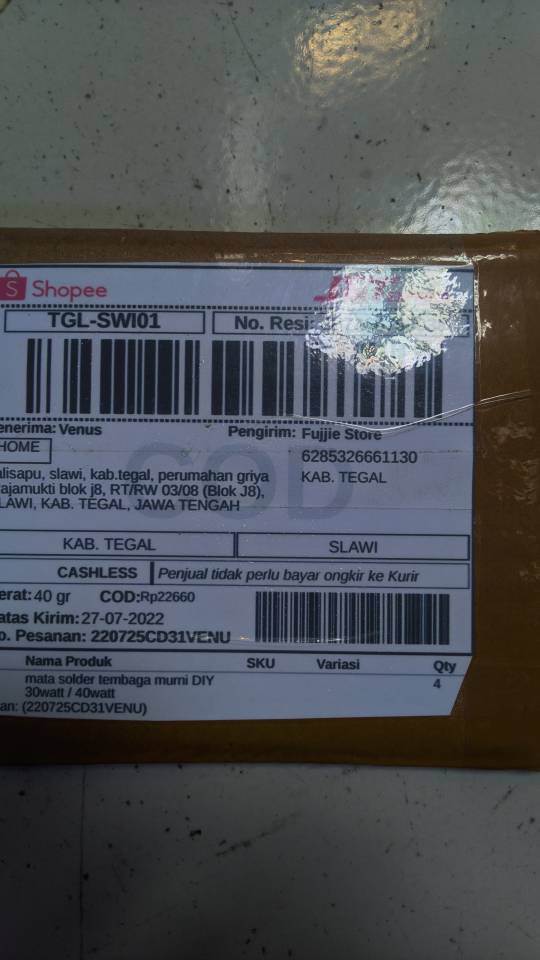 Shopee
TGL-SWI01
No. Resi:
enerima: Venus
Pengirim: Fujjie Store
HOME
6285326661130
KAB. TEGAL
alisapu, slawi, kab.tegal, perumahan griya
rajamukti blok j8, RT/RW 03/08 (Blok J8),
LAWI, KAB. TEGAL, JAWA TENGAH
COD
KAB. TEGAL
SLAWI
CASHLESS
Penjual tidak perlu bayar ongkir ke Kurir
erat: 40 gr
COD:Rp22660
atas Kirim: 27-07-2022
o. Pesanan: 220725CD31VENU
Nama Produk SKU Variasi Qty
mata solder tembaga murni DIY 4
30watt / 40watt
an: (220725CD31VENU)